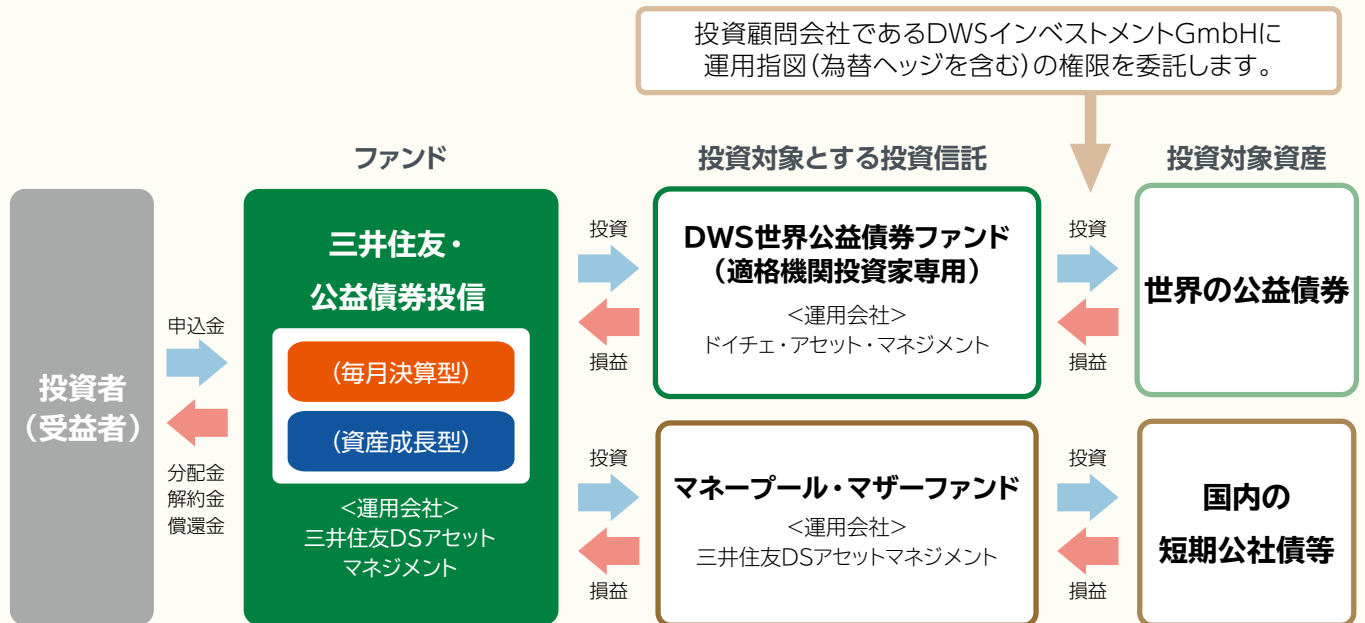 投資顧問会社であるDWSインベストメントGmbHに
運用指図(為替ヘッジを含む)の権限を委託します。
ファンド
投資対象とする投資信託
投資対象資産
投資者
(受益者)
申込金
分配金
解約金
償還金
三井住友・
公益債券投信
(毎月決算型)
(資産成長型)
<運用会社>
三井住友DSアセット
マネジメント
投資
損益
DWS世界公益債券ファンド
(適格機関投資家専用)
<運用会社>
ドイチェ・アセット・マネジメント
投資
損益
世界の公益債券
投資
損益
マネープール・マザーファンド
<運用会社>
三井住友DSアセットマネジメント
投資
損益
国内の
短期公社債等